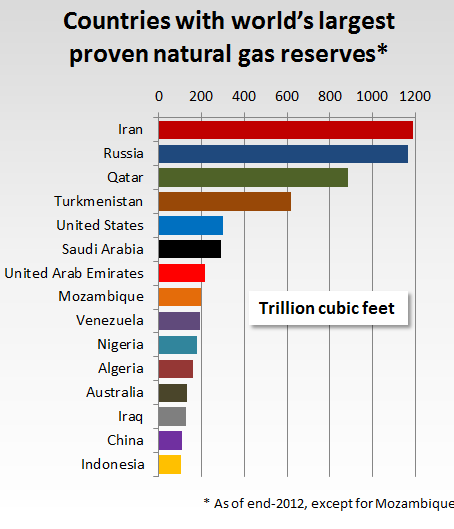 Countries with world's largest
proven natural gas reserves*
0 200 400 600 800 1000 1200
Iran
Russia
Qatar
Turkmenistan
United States
Saudi Arabia
United Arab Emirates
Mozambique
Trillion cubic feet
Venezuela
Nigeria
Algeria
Australia
Iraq
China
Indonesia
* As of end-2012, except for Mozambique